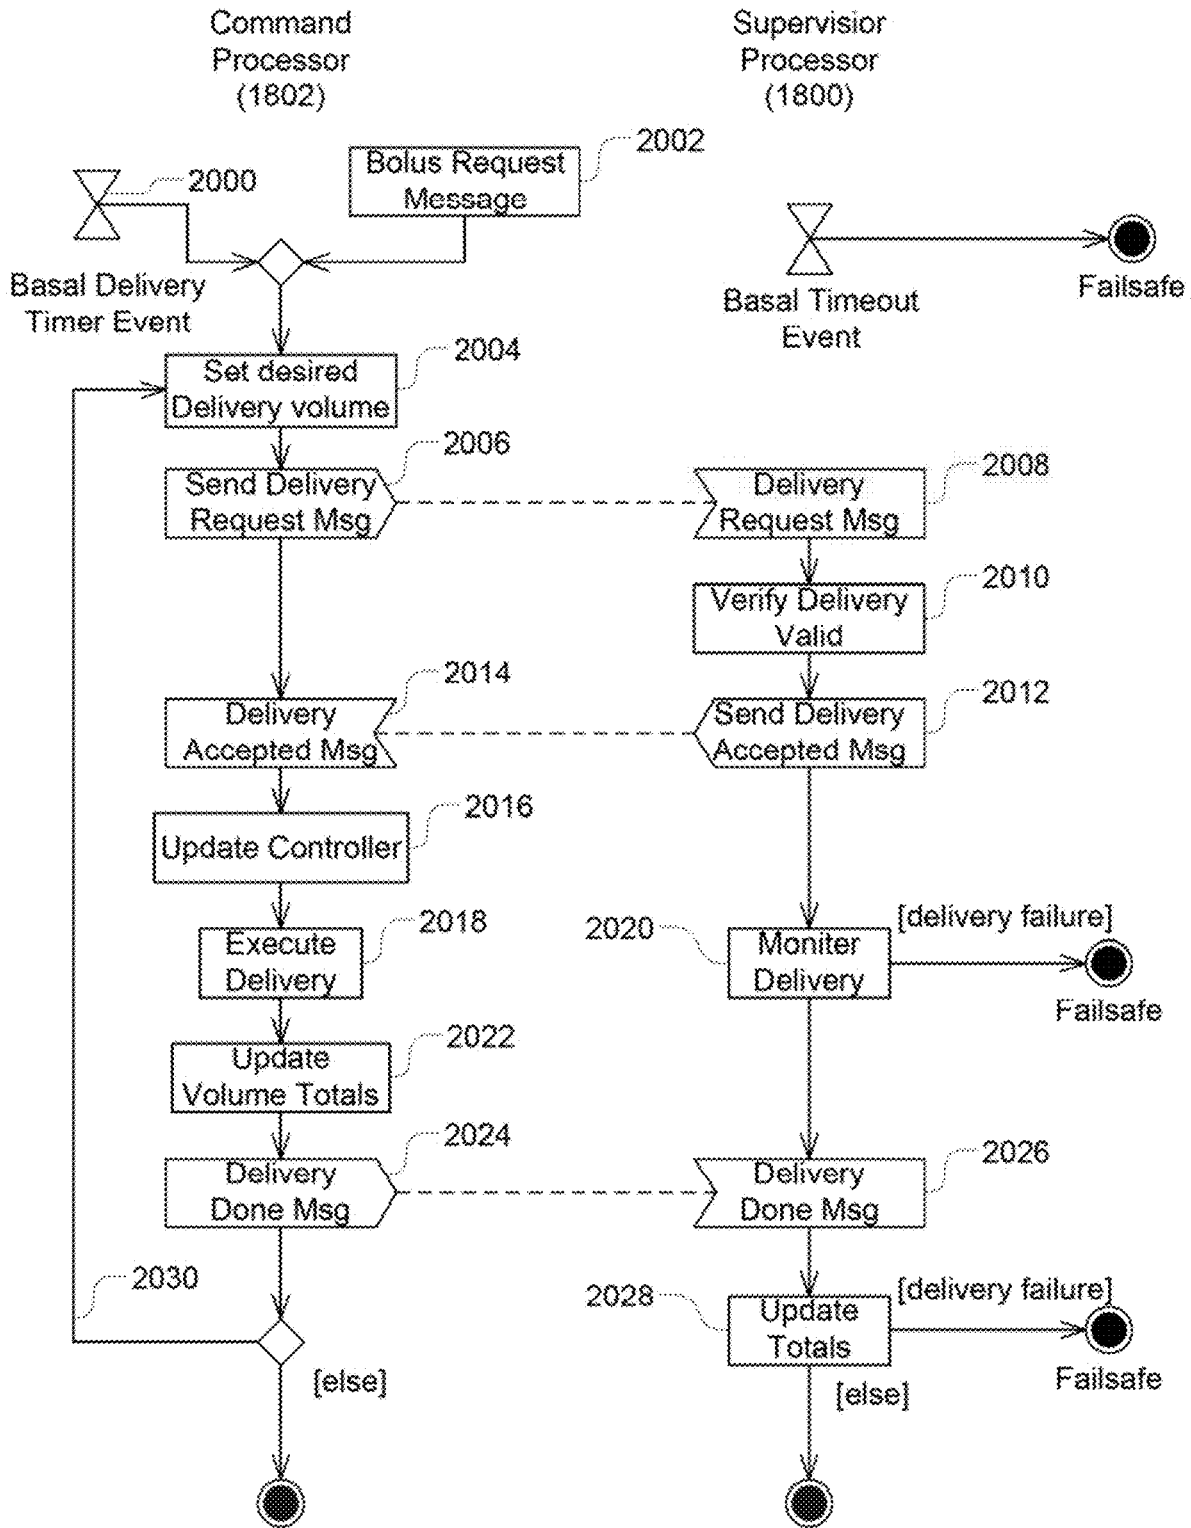 Command
Processor
(1802)
Supervisior
Processor
(1800)
2000
Bolus Request
Message
2002
Basal Delivery
Timer Event
Basal Timeout
Event
Failsafe
Set desired
Delivery volume
2004
Send Delivery
Request Msg
2006
Delivery
Request Msg
2008
Verify Delivery
Valid
2010
Delivery
Accepted Msg
2014
Send Delivery
Accepted Msg
2012
Update Controller
2016
Execute
Delivery
2018
2020
Moniter
Delivery
[delivery failure]
Failsafe
Update
Volume Totals
2022
Delivery
Done Msg
2024
Delivery
Done Msg
2026
2030
[else]
2028
Update
Totals
[delivery failure]
Failsafe
[else]